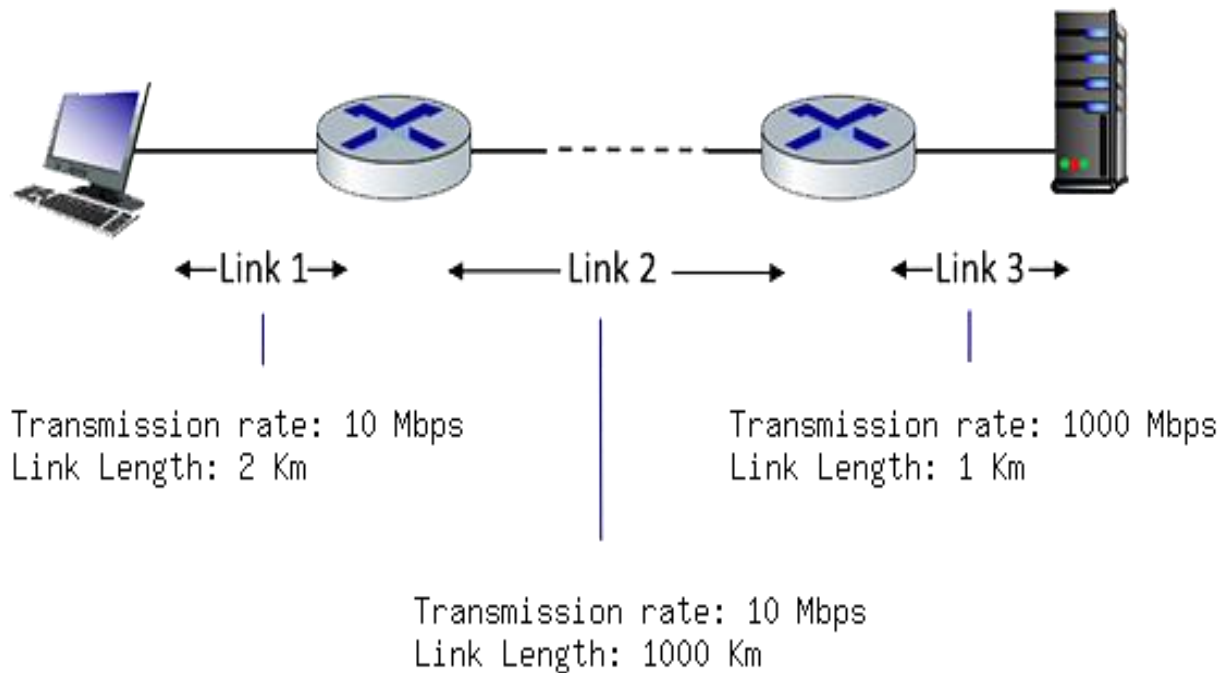 Link 1
Link 2
Link 3
Transmission rate: 10 Mbps
Link Length: 2 Km
Transmission rate: 1000 Mbps
Link Length: 1 Km
Transmission rate: 10 Mbps
Link Length: 1000 Km